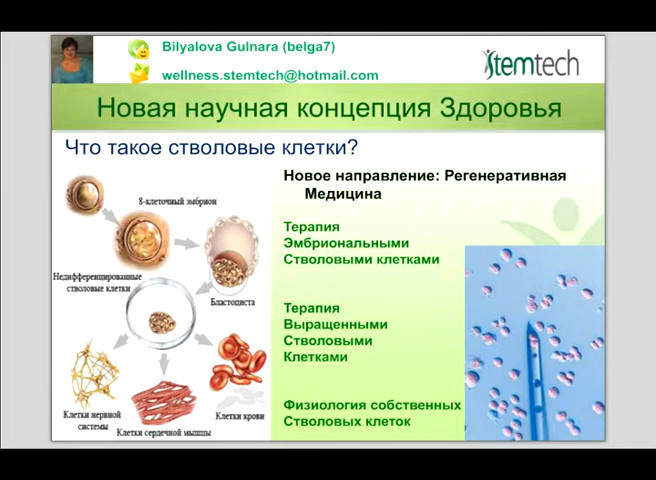 Bilyalova Gulnara (belga7)
wellness.stemtech@hotmail.com
stemtech
Новая научная концепция Здоровья
Что такое стволовые клетки?
8-клеточный эмбрион
Недифференцированные
стволовые клетки
Бластоциста
Клетки нервной
системы
Клетки сердечной мышцы
Клетки крови
Новое направление: Регенеративная
Медицина
Терапия
Эмбриональными
Стволовыми клетками
Терапия
Выращенными
Стволовыми
Клетками
Физиология собственных
Стволовых клеток